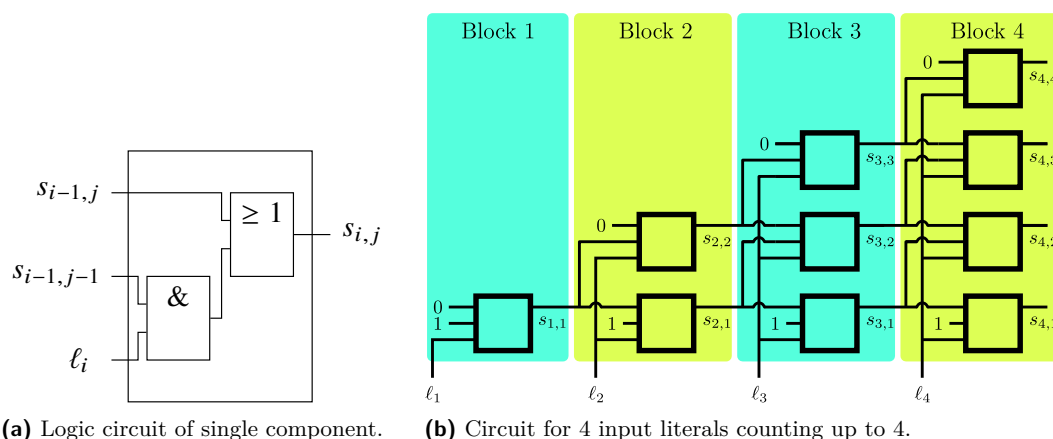 Block 1 Block 2 Block 3 Block 4
0
s_{4,4}
0
s_{3,3}
s_{4,3}
0
s_{2,2}
s_{3,2}
s_{4,2}
0
1
s_{1,1}
1
s_{2,1}
1
s_{3,1}
1
s_{4,1}
ℓ_1 ℓ_2 ℓ_3 ℓ_4
s_{i−1,j}
≥ 1
s_{i,j}
s_{i−1,j−1}
&
ℓ_i
(a) Logic circuit of single component.
(b) Circuit for 4 input literals counting up to 4.